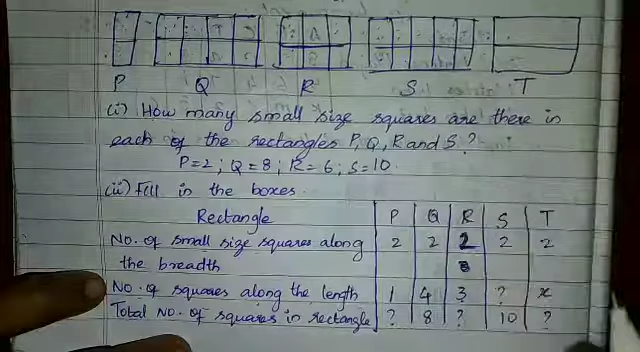 P Q R S T
(i) How many small size squares are there in
each of the rectangles P, Q, R and S ?
P=2 ; Q=8 ; R=6 ; S=10.
(ii) Fill in the boxes.
Rectangle P Q R S T
No. of small size squares along the breadth 2 2 2 2 2
No. of squares along the length 1 4 3 ? x
Total No. of squares in rectangle ? 8 ? 10 ?